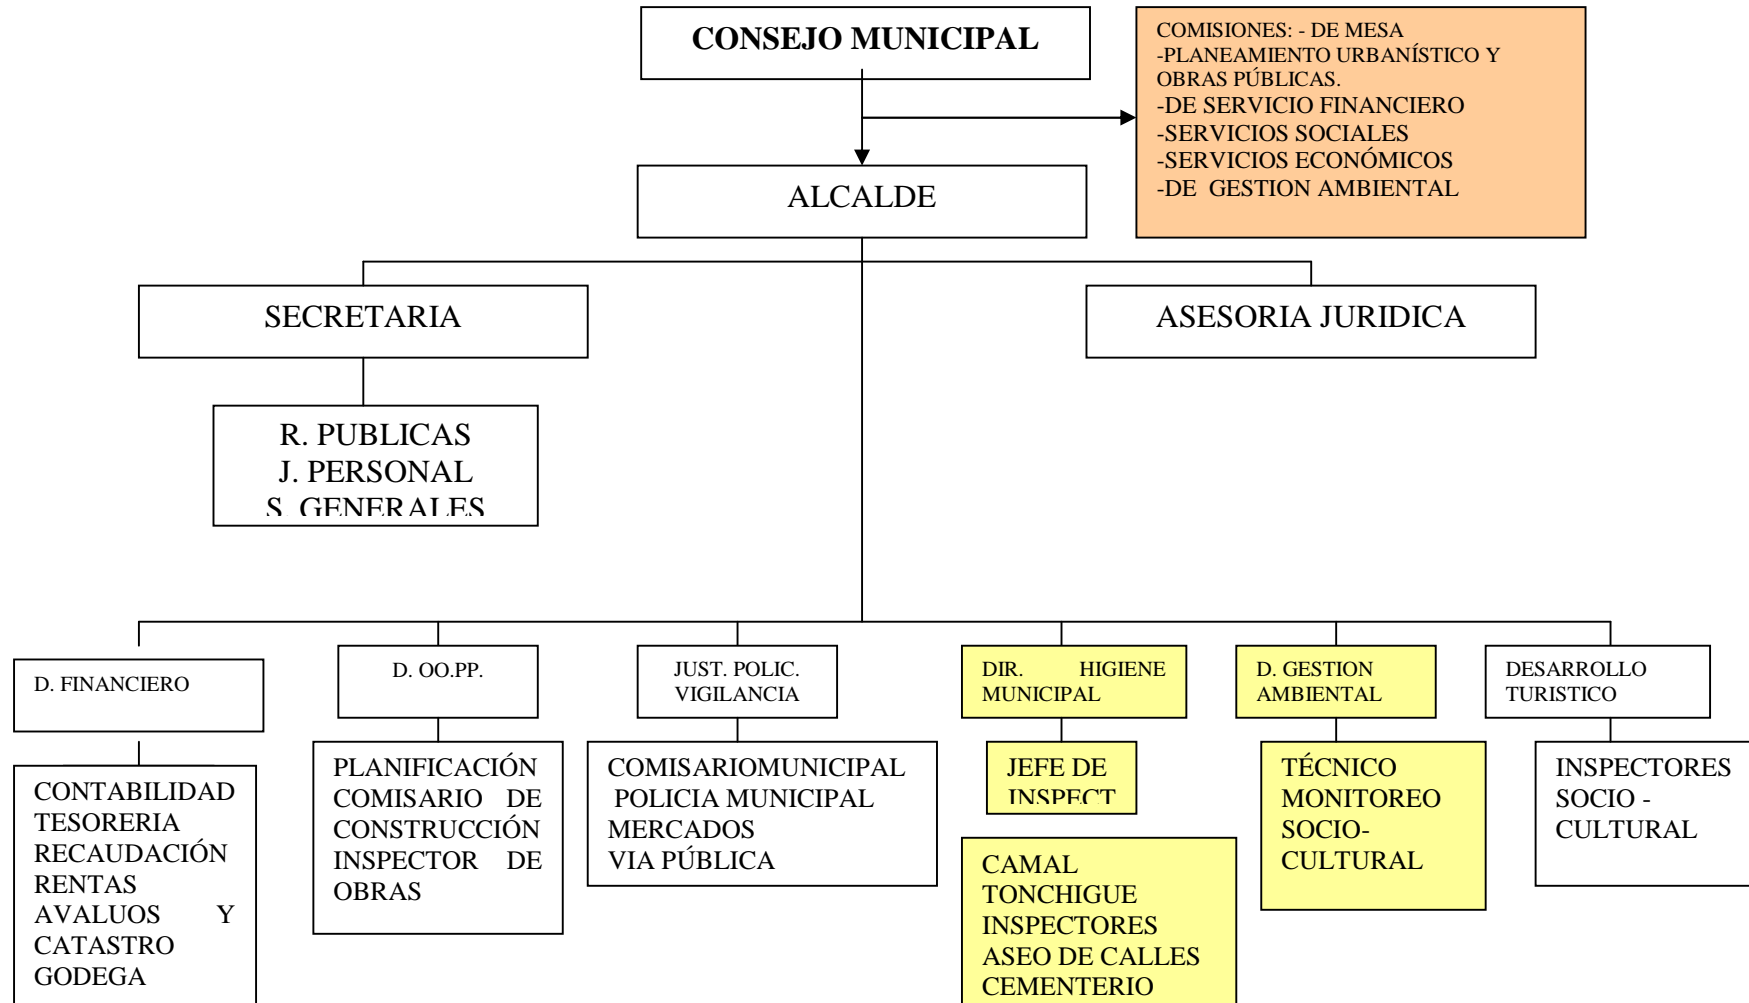 CONSEJO MUNICIPAL
COMISIONES: - DE MESA
-PLANEAMIENTO URBANÍSTICO Y
OBRAS PÚBLICAS.
-DE SERVICIO FINANCIERO
-SERVICIOS SOCIALES
-SERVICIOS ECONÓMICOS
-DE GESTION AMBIENTAL
ALCALDE
SECRETARIA
ASESORIA JURIDICA
R. PUBLICAS
J. PERSONAL
S. GENERALES
D. FINANCIERO
D. OO.PP.
JUST. POLIC.
VIGILANCIA
DIR. HIGIENE
MUNICIPAL
D. GESTION
AMBIENTAL
DESARROLLO
TURISTICO
CONTABILIDAD
TESORERIA
RECAUDACIÓN
RENTAS
AVALUOS Y
CATASTRO
GODEGA
PLANIFICACIÓN
COMISARIO DE
CONSTRUCCIÓN
INSPECTOR DE
OBRAS
COMISARIOMUNICIPAL
POLICIA MUNICIPAL
MERCADOS
VIA PÚBLICA
JEFE DE
INSPECT
CAMAL
TONCHIGUE
INSPECTORES
ASEO DE CALLES
CEMENTERIO
TÉCNICO
MONITOREO
SOCIO-
CULTURAL
INSPECTORES
SOCIO -
CULTURAL